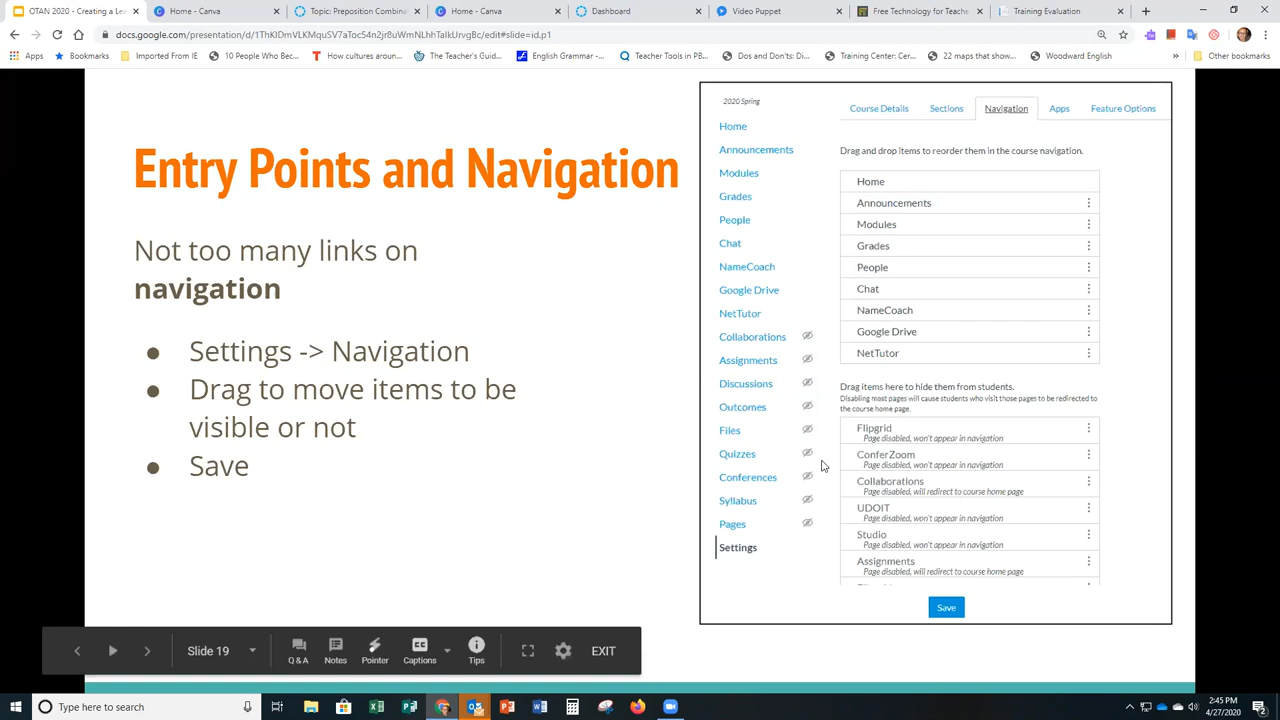 OTAN 2020 - Creating a Lear
Home - Canva
Topic: Preposition Combina
Home - Canva
Dashboard
Video Puppet
Free Technology for Teache
Training Evaluation
docs.google.com/presentation/d/
/edit#slide=id.p1
Apps
Bookmarks
Imported From IE
10 People Who Bec...
How cultures aroun...
The Teacher's Guid...
English Grammar -...
Teacher Tools in PB...
Dos and Don'ts: Di...
Training Center: Cer...
22 maps that show...
Woodward English
»
Other bookmarks
Entry Points and Navigation
Not too many links on
navigation
● Settings -> Navigation
● Drag to move items to be
visible or not
● Save
2020 Spring
Home
Announcements
Modules
Grades
People
Chat
NameCoach
Google Drive
NetTutor
Collaborations
Assignments
Discussions
Outcomes
Files
Quizzes
Conferences
Syllabus
Pages
Settings
Course Details
Sections
Navigation
Apps
Feature Options
Drag and drop items to reorder them in the course navigation.
Home
Announcements
Modules
Grades
People
Chat
NameCoach
Google Drive
NetTutor
Drag items here to hide them from students.
Disabling most pages will cause students who visit those pages to be redirected to
the course home page.
Flipgrid
Page disabled, won't appear in navigation
ConferZoom
Page disabled, won't appear in navigation
Collaborations
Page disabled, will redirect to course home page
UDOIT
Page disabled, won't appear in navigation
Studio
Page disabled, won't appear in navigation
Assignments
Page disabled, will redirect to course home page
Save
Slide 19
Q & A
Notes
Pointer
CC
Captions
Tips
EXIT
Type here to search
2:45 PM
4/27/2020
2